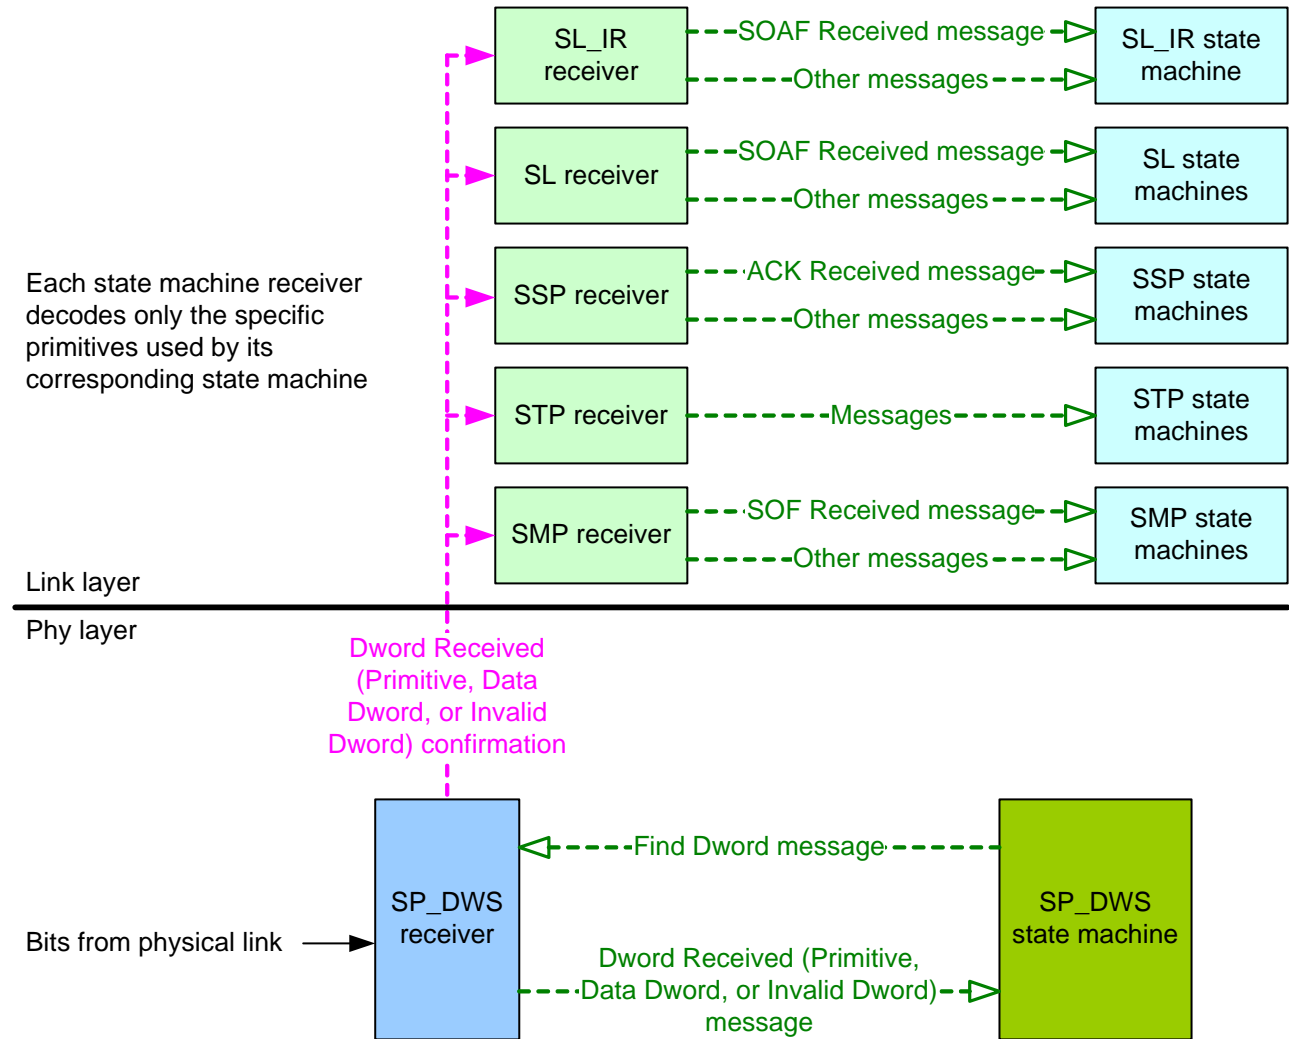 SL_IR
receiver
SOAF Received message
Other messages
SL_IR state
machine
SL receiver
SOAF Received message
Other messages
SL state
machines
Each state machine receiver
decodes only the specific
primitives used by its
corresponding state machine
SSP receiver
ACK Received message
Other messages
SSP state
machines
STP receiver
Messages
STP state
machines
SMP receiver
SOF Received message
Other messages
SMP state
machines
Link layer
Phy layer
Dword Received
(Primitive, Data
Dword, or Invalid
Dword) confirmation
Bits from physical link
SP_DWS
receiver
Find Dword message
Dword Received (Primitive,
Data Dword, or Invalid Dword)
message
SP_DWS
state machine